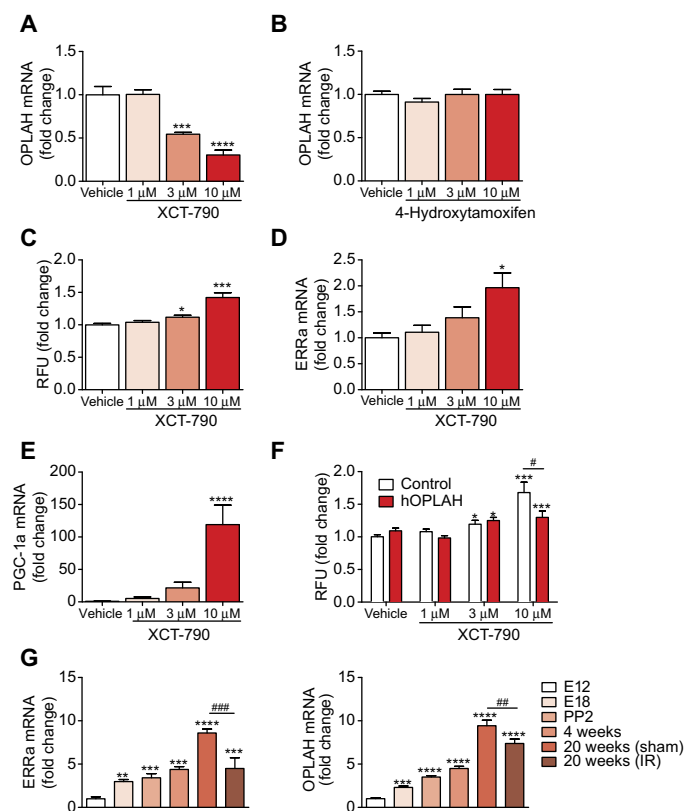 A
OPLAH mRNA
(fold change)
1.5
1.0
0.5
0.0
***
****
Vehicle 1 µM 3 µM 10 µM
XCT-790
B
OPLAH mRNA
(fold change)
1.5
1.0
0.5
0.0
Vehicle 1 µM 3 µM 10 µM
4-Hydroxytamoxifen
C
RFU (fold change)
2.0
1.5
1.0
0.5
0.0
*
***
Vehicle 1 µM 3 µM 10 µM
XCT-790
D
ERRa mRNA
(fold change)
2.5
2.0
1.5
1.0
0.5
0.0
*
Vehicle 1 µM 3 µM 10 µM
XCT-790
E
PGC-1a mRNA
(fold change)
200
150
100
50
0
****
Vehicle 1 µM 3 µM 10 µM
XCT-790
F
RFU (fold change)
2.0
1.5
1.0
0.5
0.0
Control
hOPLAH
* *
#
***
***
Vehicle 1 µM 3 µM 10 µM
XCT-790
G
ERRa mRNA
(fold change)
15
10
5
0
** *** *** **** ***
###
OPLAH mRNA
(fold change)
15
10
5
0
*** **** **** **** ****
##
E12
E18
PP2
4 weeks
20 weeks (sham)
20 weeks (IR)